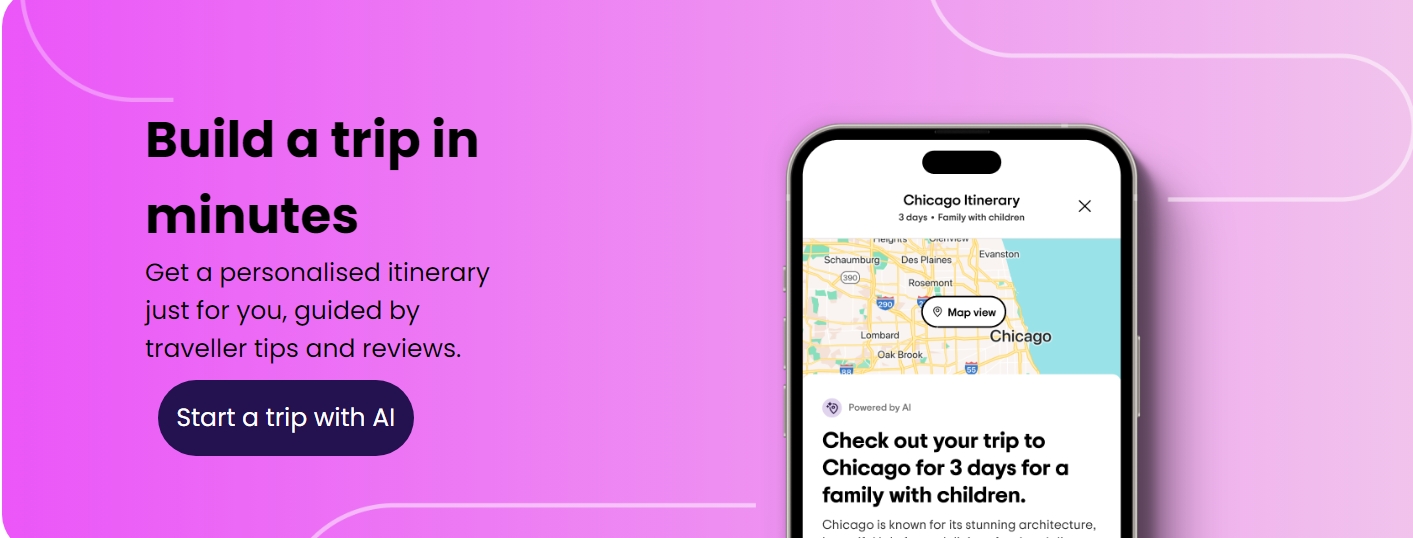 Build a trip in
minutes
Get a personalised itinerary
just for you, guided by
traveller tips and reviews.
Start a trip with AI
Chicago Itinerary
3 days • Family with children
Heights Glenview
Schaumburg Des Plaines Evanston
390
Rosemont
290
Map view
Lombard Chicago
Oak Brook
88 55
Powered by AI
Check out your trip to
Chicago for 3 days for a
family with children.
Chicago is known for its stunning architecture,